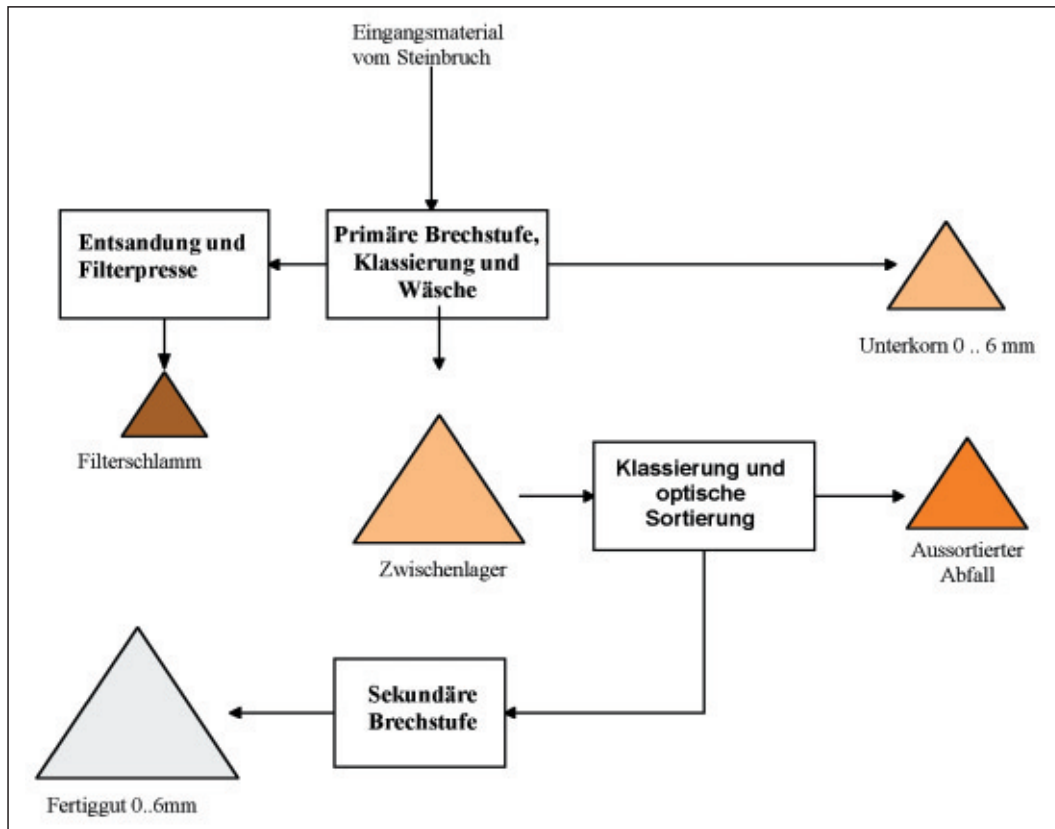 Eingangsmaterial
vom Steinbruch
Entsandung und
Filterpresse
Primäre Brechstufe,
Klassierung und
Wäsche
Unterkorn 0 .. 6 mm
Filterschlamm
Zwischenlager
Klassierung und
optische
Sortierung
Aussortierter
Abfall
Sekundäre
Brechstufe
Fertiggut 0..6mm